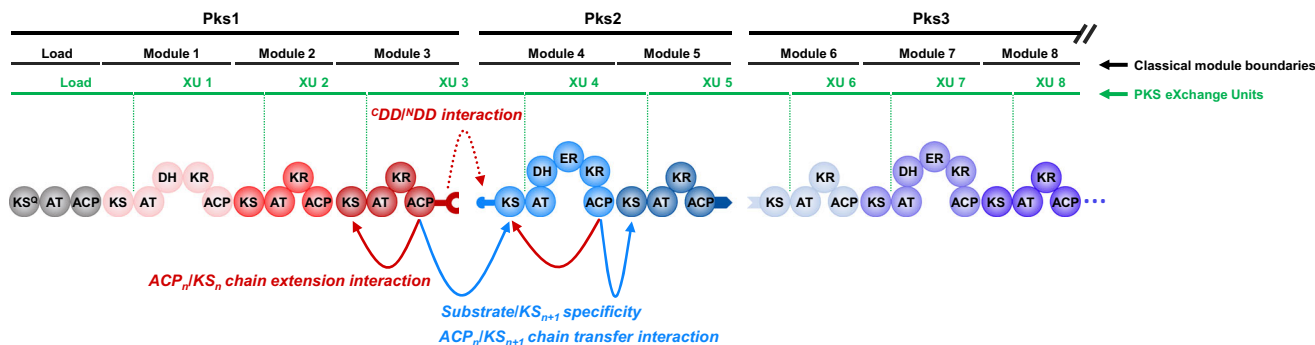 Pks1 Pks2 Pks3
Load Module 1 Module 2 Module 3 Module 4 Module 5 Module 6 Module 7 Module 8
Classical module boundaries
Load XU 1 XU 2 XU 3 XU 4 XU 5 XU 6 XU 7 XU 8
PKS eXchange Units
CDD/NDD interaction
ER ER
DH KR KR KR DH KR KR KR DH KR KR
KSQ AT ACP KS AT ACP KS AT ACP KS AT ACP KS AT ACP KS AT ACP KS AT ACP KS AT ACP KS AT ACP
ACPn/KSn chain extension interaction
Substrate/KSn+1 specificity
ACPn/KSn+1 chain transfer interaction